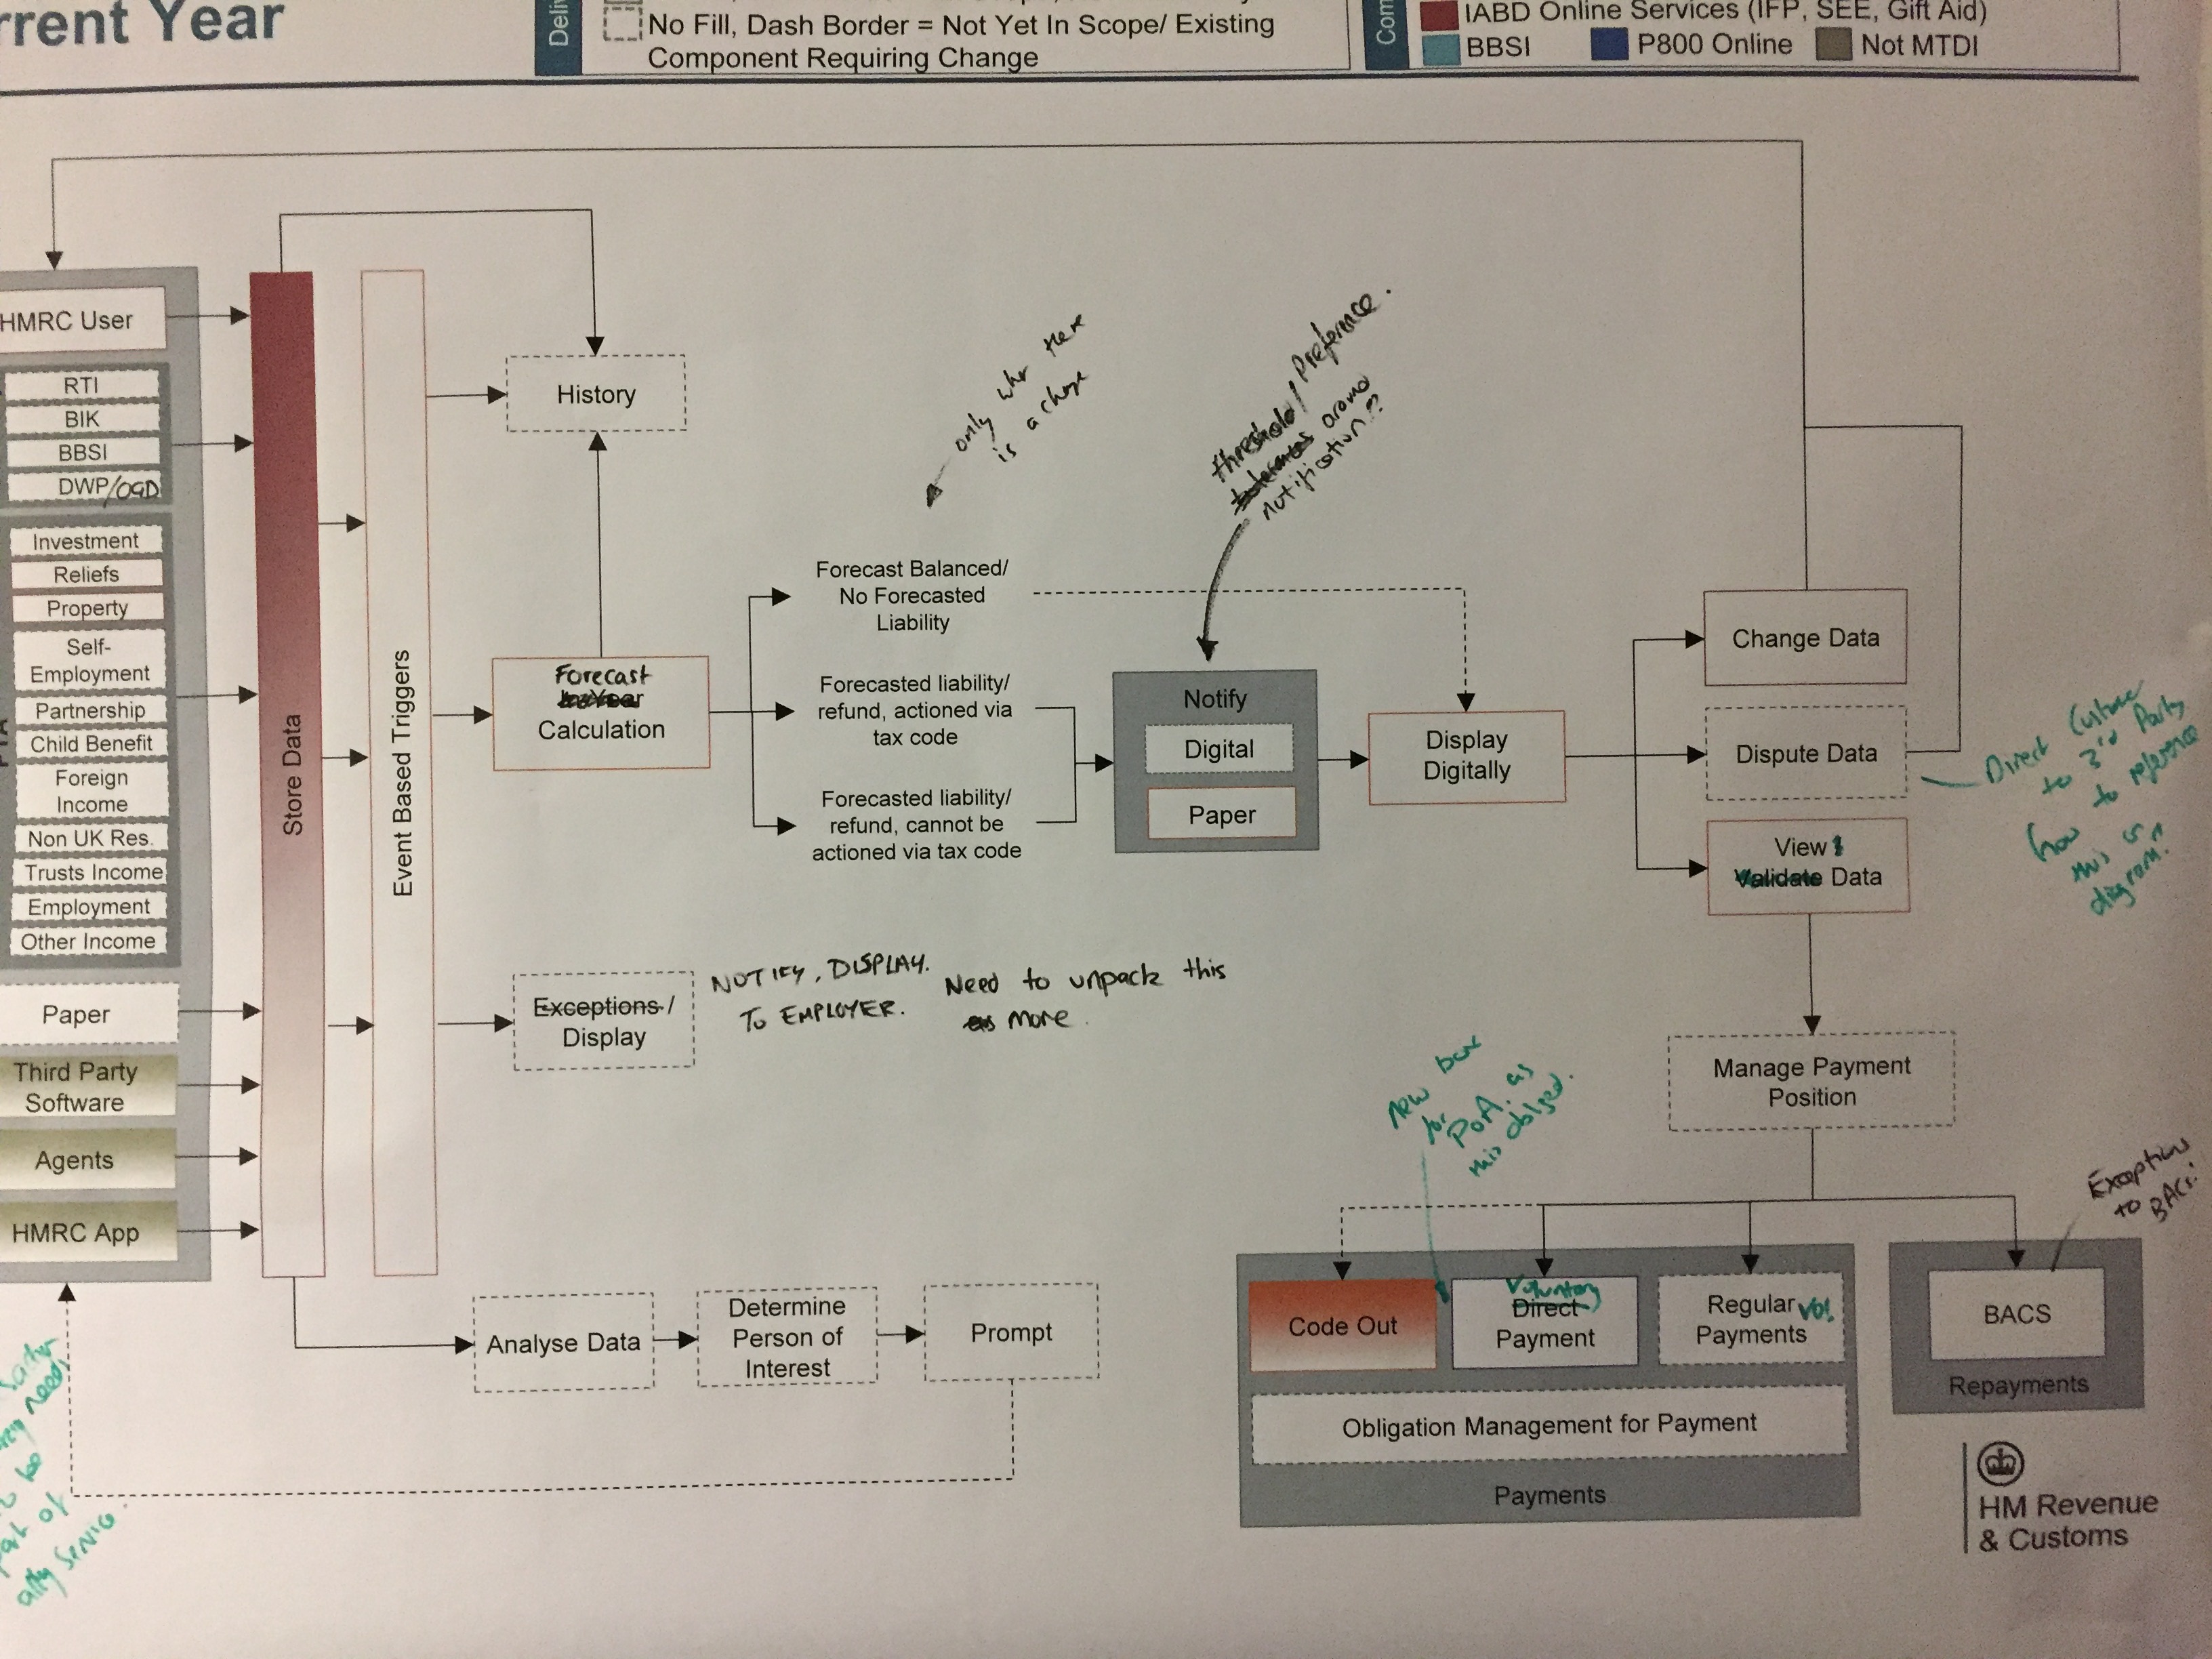 rrent Year
Deliv
No Fill, Dash Border = Not Yet In Scope/ Existing
Component Requiring Change
Com
IABD Online Services (IFP, SEE, Gift Aid)
BBSI
P800 Online
Not MTDI
HMRC User
RTI
BIK
BBSI
DWP/OGD
Investment
Reliefs
Property
Self-
Employment
Partnership
Child Benefit
Foreign
Income
Non UK Res.
Trusts Income
Employment
Other Income
Paper
Third Party
Software
Agents
HMRC App
Store Data
Event Based Triggers
History
Forecast
Calculation
only when there
is a change
Forecast Balanced/
No Forecasted
Liability
Forecasted liability/
refund, actioned via
tax code
Forecasted liability/
refund, cannot be
actioned via tax code
threshold/Preference.
tolerances around
notification?
Notify
Digital
Paper
Display
Digitally
Change Data
Dispute Data
View &
Validate Data
Direct Customer
to 3rd Party
to reference
how
this is in
diagram?
Exceptions /
Display
NOTIFY, DISPLAY.
TO EMPLOYER.
Need to unpack this
more.
Manage Payment
Position
new box
for PoA. as
this obliged.
Exceptions
to BACS?
Code Out
Voluntary
Direct
Payment
Regular Vol
Payments
Obligation Management for Payment
Payments
BACS
Repayments
Analyse Data
Determine
Person of
Interest
Prompt
need
to be
part of
service.
HM Revenue
& Customs